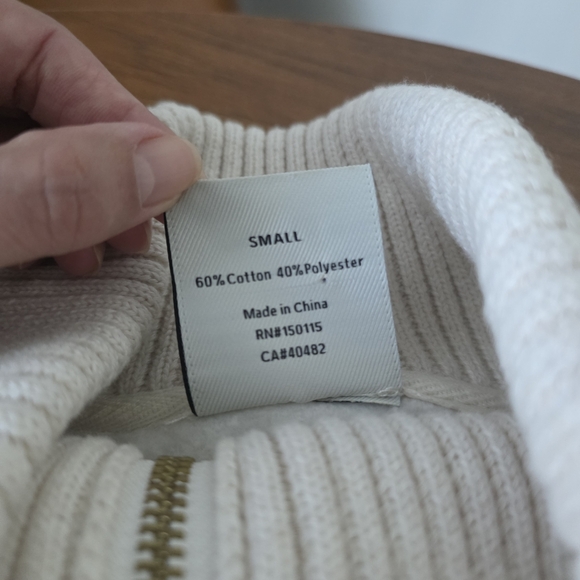 SMALL
60%Cotton 40%Polyester
Made in China
RN#150115
CA#40482